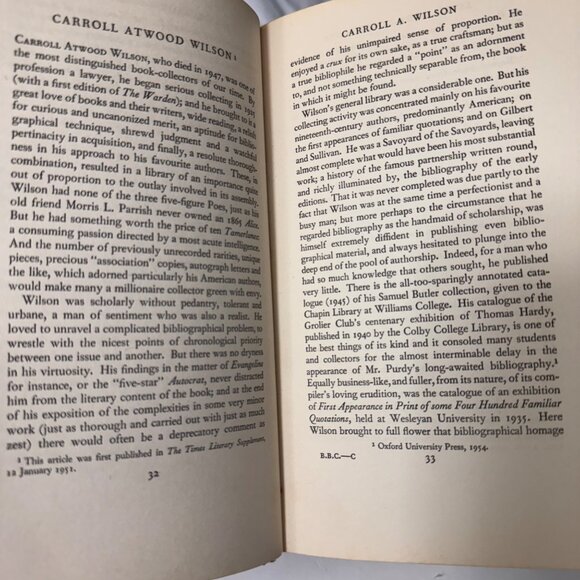 CARROLL ATWOOD WILSON¹
CARROLL ATWOOD WILSON, who died in 1947, was one of
the most distinguished book-collectors of our time. By
profession a lawyer, he began serious collecting in 1925
(with a first edition of The Warden); and he brought to it a
great love of books and their writers, wide reading, a relish
for curious and uncanonized merit, an aptitude for biblio-
graphical technique, shrewd judgment and a watchful
pertinacity in acquisition, and finally, a resolute thorough-
ness in his approach to his favourite authors. These, in
combination, resulted in a library of an importance quite
out of proportion to the outlay involved in its assembly.
Wilson had none of the three five-figure Poes, just as his
old friend Morris L. Parrish never owned an 1865 Alice.
But he had something worth the price of ten Tamerlanes:
a consuming passion directed by a most acute intelligence.
And the number of previously unrecorded rarities, unique
pieces, precious "association" copies, autograph letters and
the like, which adorned particularly his American authors,
would make many a millionaire collector green with envy.
Wilson was scholarly without pedantry, tolerant and
urbane, a man of sentiment who was also a realist. He
loved to unravel a complicated bibliographical problem, to
wrestle with the nicest points of chronological priority
between one issue and another. But there was no dryness
in his virtuosity. His findings in the matter of Evangeline
for instance, or the "five-star" Autocrat, never distracted
him from the literary content of the book; and at the end
of his exposition of the complexities in some very minor
work (just as thorough and carried out with just as much
zest) there would often be a deprecatory comment as
¹ This article was first published in The Times Literary Supplement,
12 January 1951.
32
CARROLL A. WILSON
evidence of his unimpaired sense of proportion. He
enjoyed a crux for its own sake, as a true craftsman; but as
a true bibliophile he regarded a "point" as an adornment
to, and not something technically separate from, the book
in which it might be found.
Wilson's general library was a considerable one. But his
collecting activity was concentrated mainly on his favourite
nineteenth-century authors, predominantly American; on
the first appearances of familiar quotations; and on Gilbert
and Sullivan. He was a Savoyard of the Savoyards, leaving
almost complete what would have been his most substantial
work; a history of the famous partnership written round,
and richly illuminated by, the bibliography of the early
editions. That it was never completed was due partly to the
fact that Wilson was at the same time a perfectionist and a
busy man; but more perhaps to the circumstance that he
regarded bibliography as the handmaid of scholarship, was
himself extremely diffident in publishing even biblio-
graphical material, and always hesitated to plunge into the
deep end of the pool of authorship. Indeed, for a man who
had so much knowledge that others sought, he published
very little. There is the all-too-sparingly annotated cata-
logue (1945) of his Samuel Butler collection, given to the
Chapin Library at Williams College. His catalogue of the
Grolier Club's centenary exhibition of Thomas Hardy,
published in 1940 by the Colby College Library, is one of
the best things of its kind and it consoled many students
and collectors for the almost interminable delay in the
appearance of Mr. Purdy's long-awaited bibliography.¹
Equally business-like, and fuller, from its nature, of its com-
piler's loving erudition, was the catalogue of an exhibition
of First Appearance in Print of some Four Hundred Familiar
Quotations, held at Wesleyan University in 1935. Here
Wilson brought to full flower that bibliographical homage
¹ Oxford University Press, 1954.
B.B.C.—C
33